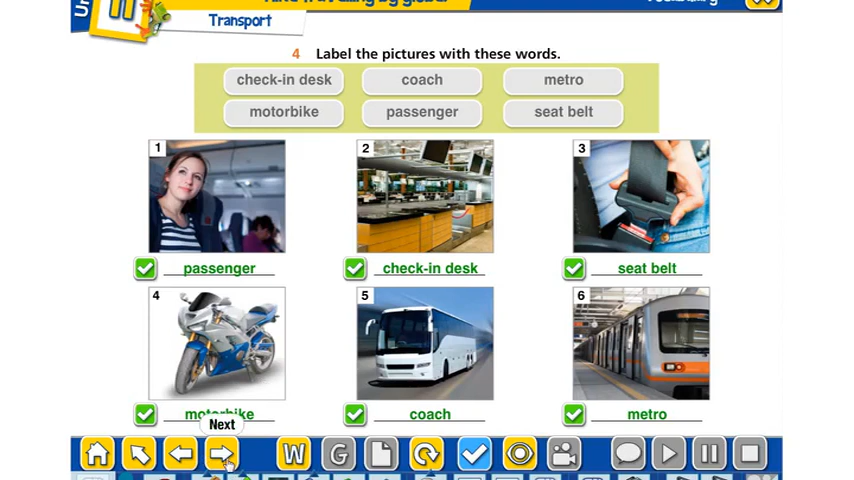 11
Transport
4 Label the pictures with these words.
check-in desk coach metro
motorbike passenger seat belt
1 2 3
passenger check-in desk seat belt
4 5 6
motorbike coach metro
Next
W G